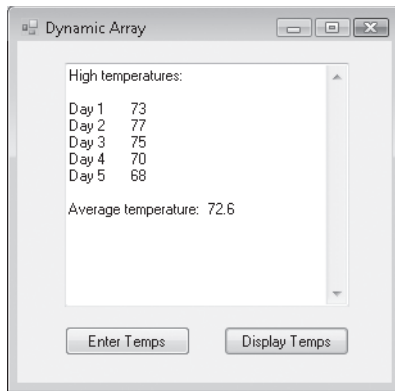 Dynamic Array
High temperatures:
Day 1 73
Day 2 77
Day 3 75
Day 4 70
Day 5 68
Average temperature: 72.6
Enter Temps Display Temps